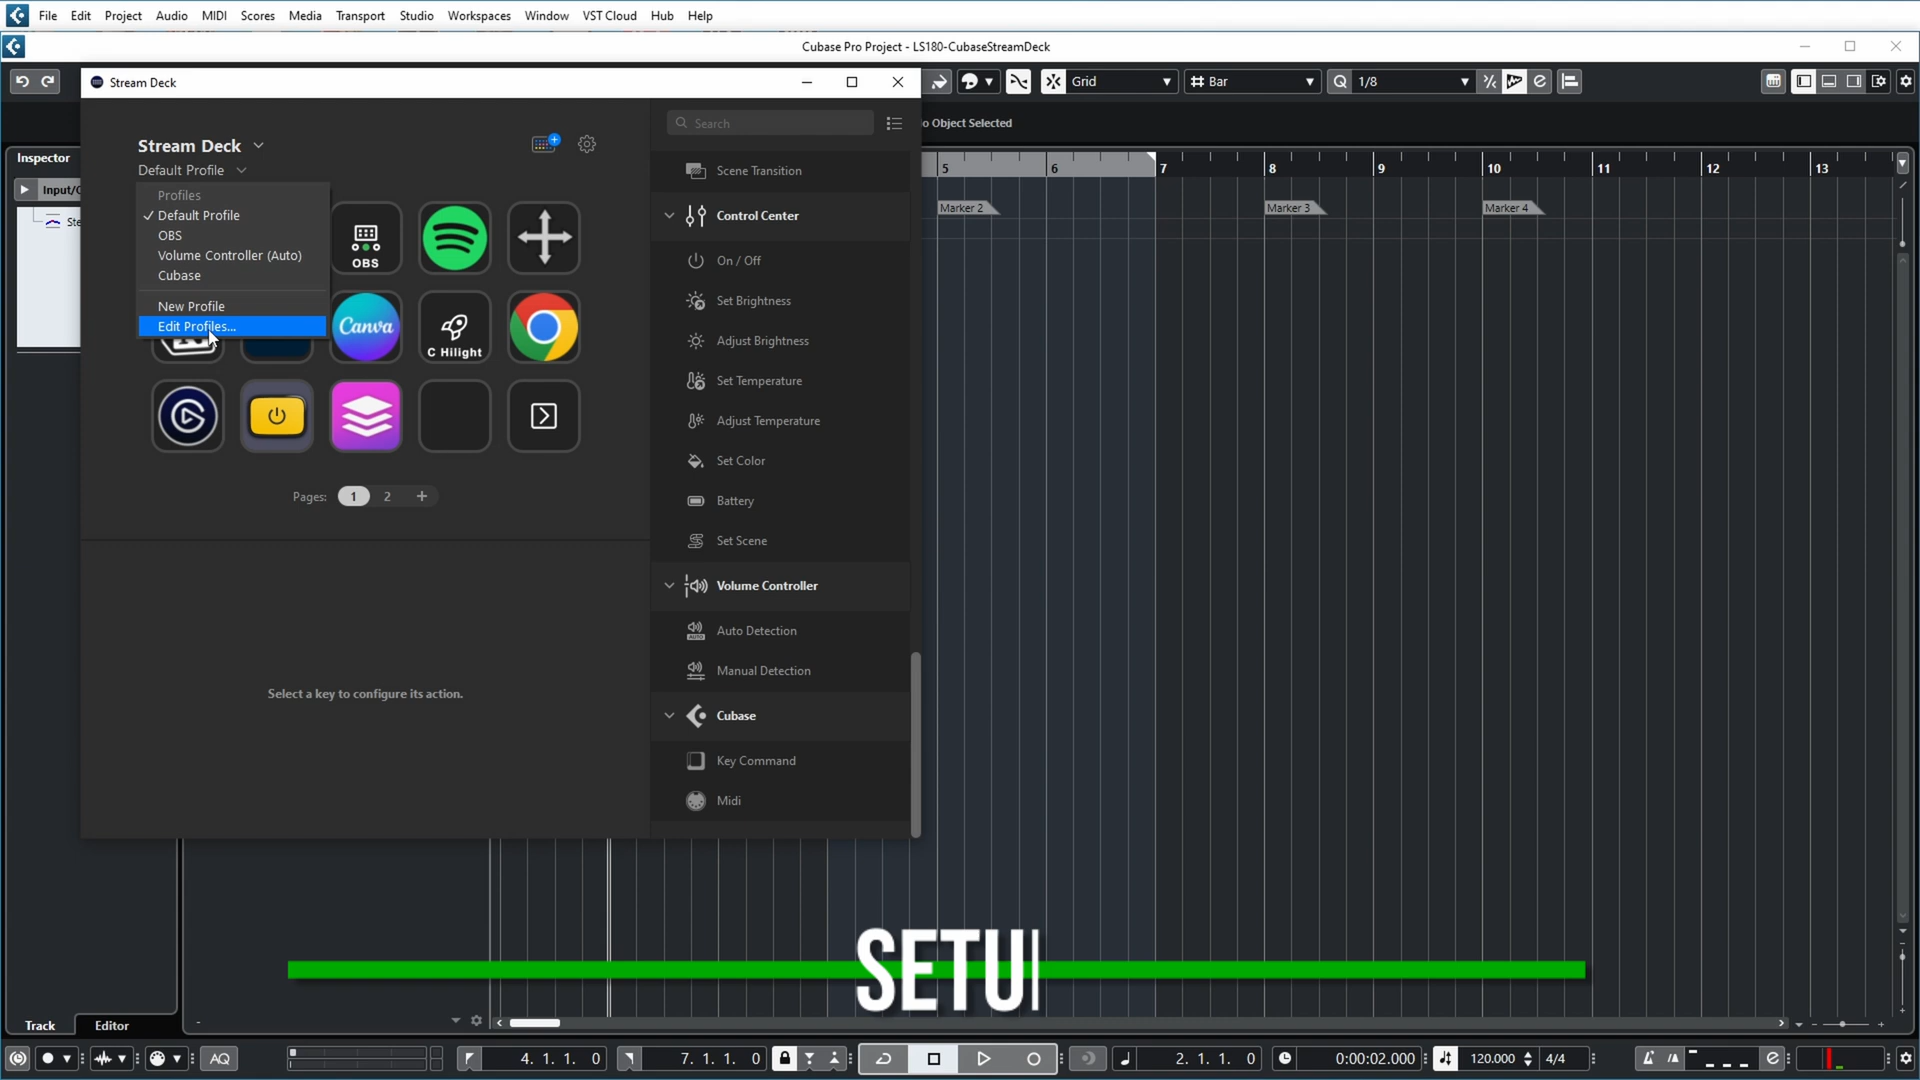 File Edit Project Audio MIDI Scores Media Transport Studio Workspaces Window VST Cloud Hub Help
Cubase Pro Project - LS180-CubaseStreamDeck
Stream Deck
Grid
Bar
1/8
o Object Selected
Stream Deck
Default Profile
Profiles
Default Profile
OBS
Volume Controller (Auto)
Cubase
New Profile
Edit Profiles...
OBS
Canva
C Hilight
Pages: 1 2 +
Select a key to configure its action.
Search
Scene Transition
Control Center
On / Off
Set Brightness
Adjust Brightness
Set Temperature
Adjust Temperature
Set Color
Battery
Set Scene
Volume Controller
Auto Detection
Manual Detection
Cubase
Key Command
Midi
Inspector
Input/
Ste
5 6 7 8 9 10 11 12 13
Marker 2 Marker 3 Marker 4
SETU
Track Editor
AQ
4. 1. 1. 0
7. 1. 1. 0
2. 1. 1. 0
0:00:02.000
120.000
4/4